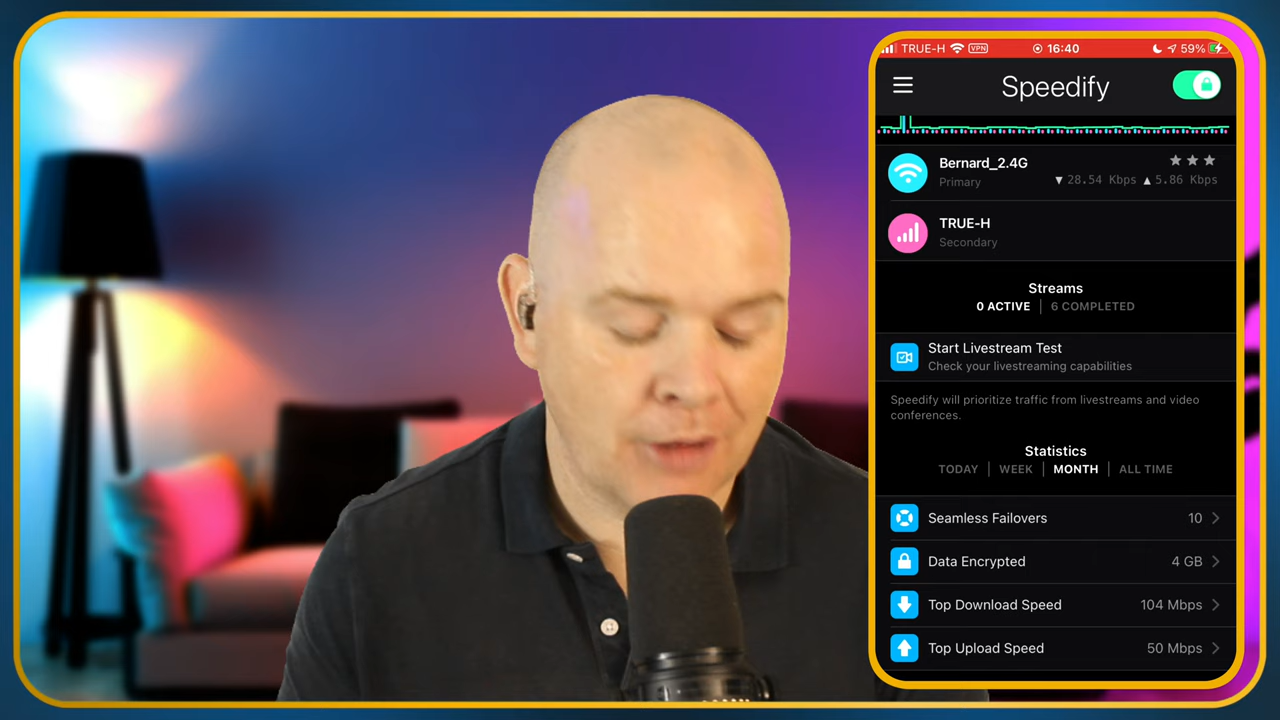 TRUE-H VPN 16:40 59%
Speedify
Bernard_2.4G
Primary ▼ 28.54 Kbps ▲ 5.86 Kbps
TRUE-H
Secondary
Streams
0 ACTIVE | 6 COMPLETED
Start Livestream Test
Check your livestreaming capabilities
Speedify will prioritize traffic from livestreams and video
conferences.
Statistics
TODAY | WEEK | MONTH | ALL TIME
Seamless Failovers 10
Data Encrypted 4 GB
Top Download Speed 104 Mbps
Top Upload Speed 50 Mbps